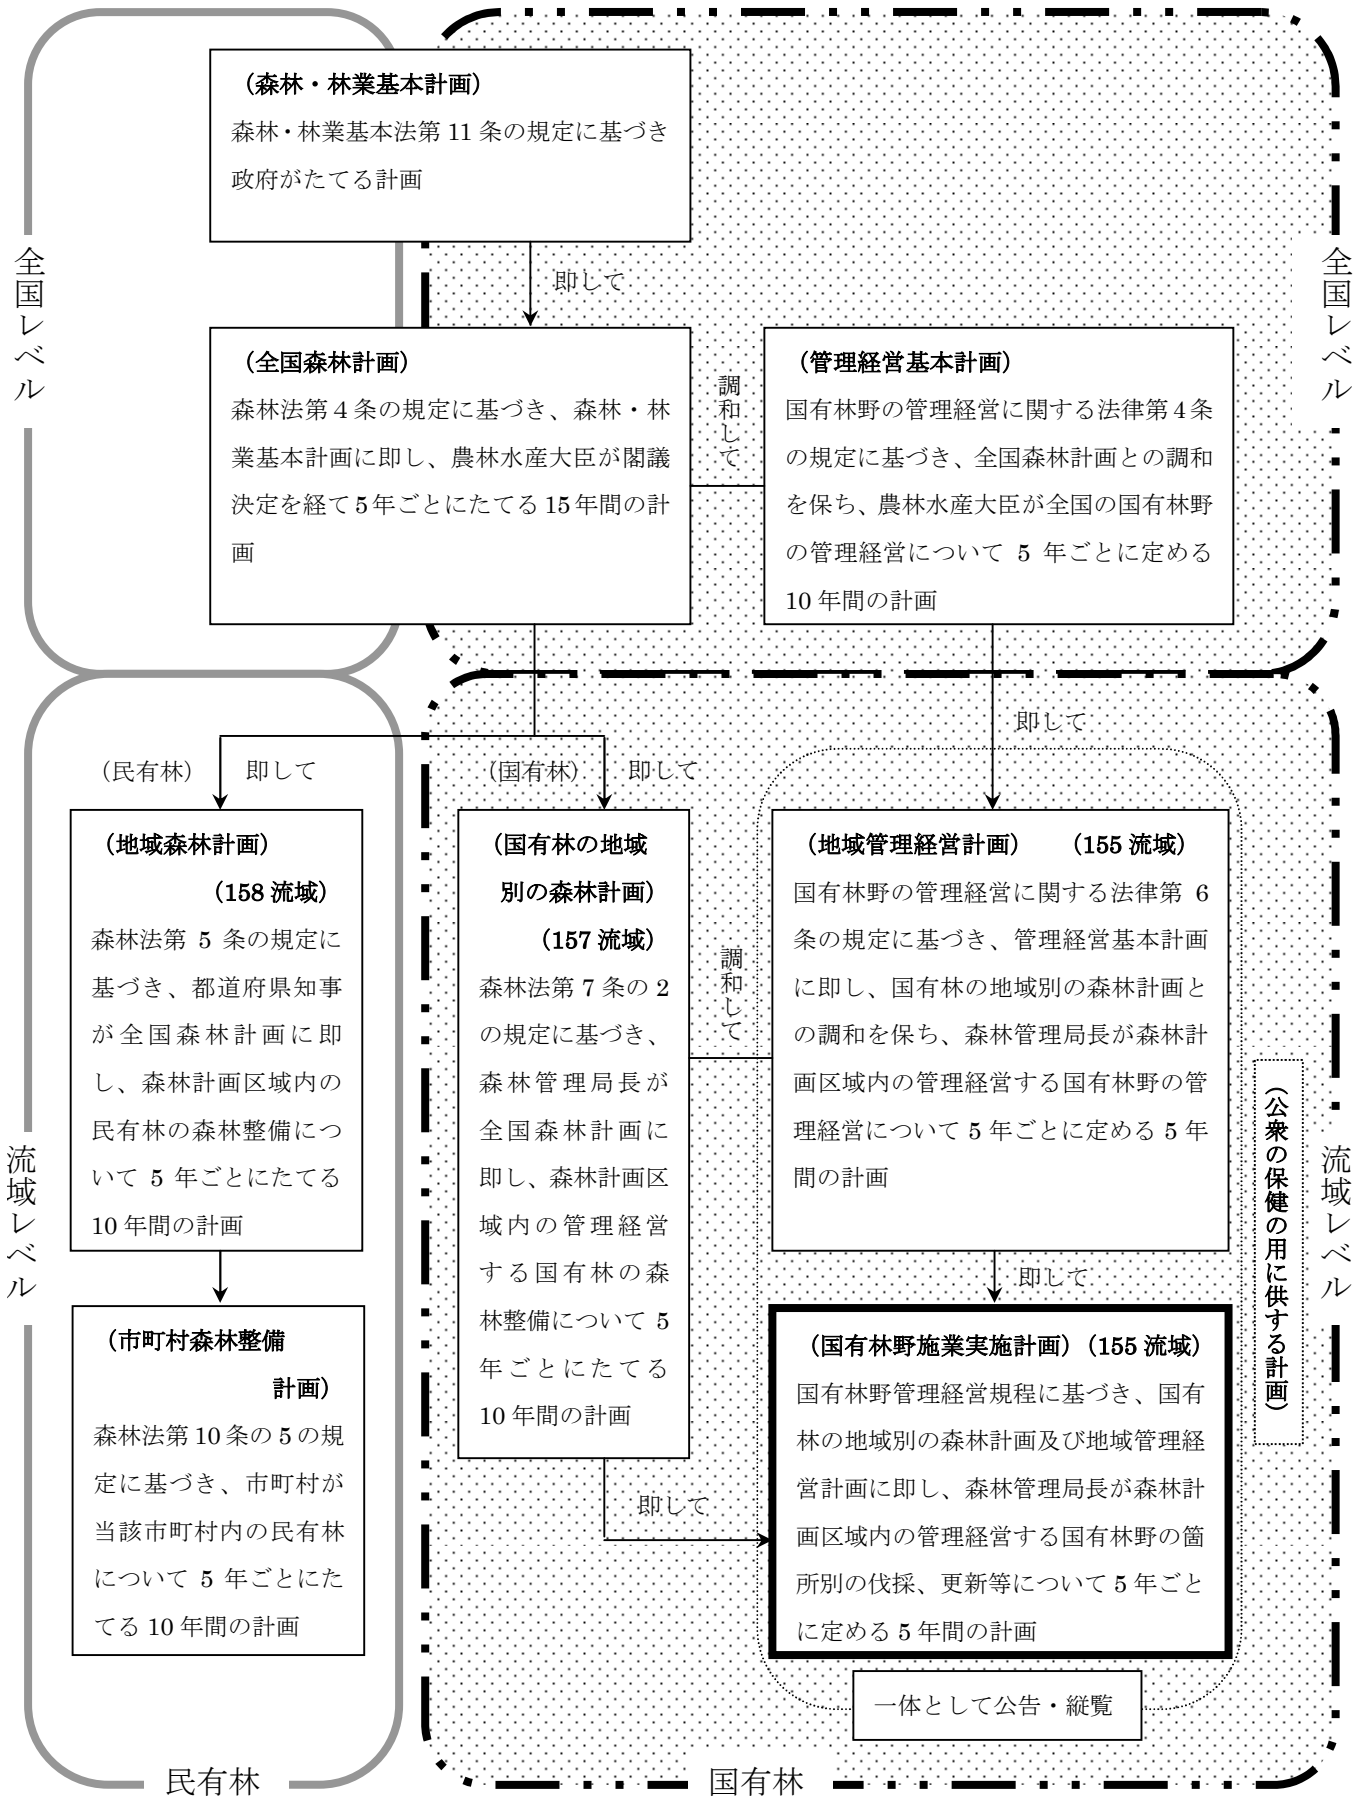 （森林・林業基本計画）
森林・林業基本法第 11 条の規定に基づき
政府がたてる計画
全国レベル
全国レベル
即して
（全国森林計画）
森林法第 4 条の規定に基づき、森林・林
業基本計画に即し、農林水産大臣が閣議
決定を経て 5 年ごとにたてる 15 年間の計
画
調和して
（管理経営基本計画）
国有林野の管理経営に関する法律第 4 条
の規定に基づき、全国森林計画との調和
を保ち、農林水産大臣が全国の国有林野
の管理経営について 5 年ごとに定める
10 年間の計画
（民有林）
即して
（国有林）
即して
即して
（地域森林計画）
（158 流域）
森林法第 5 条の規定に
基づき、都道府県知事
が全国森林計画に即
し、森林計画区域内の
民有林の森林整備につ
いて 5 年ごとにたてる
10 年間の計画
（国有林の地域
別の森林計画）
（157 流域）
森林法第 7 条の 2
の規定に基づき、
森林管理局長が
全国森林計画に
即し、森林計画区
域内の管理経営
する国有林の森
林整備について 5
年ごとにたてる
10 年間の計画
調和して
（地域管理経営計画） （155 流域）
国有林野の管理経営に関する法律第 6
条の規定に基づき、管理経営基本計画
に即し、国有林の地域別の森林計画と
の調和を保ち、森林管理局長が森林計
画区域内の管理経営する国有林野の管
理経営について 5 年ごとに定める 5 年
間の計画
流域レベル
（公衆の保健の用に供する計画）
流域レベル
即して
（市町村森林整備
計画）
森林法第 10 条の 5 の規
定に基づき、市町村が
当該市町村内の民有林
について 5 年ごとにた
てる 10 年間の計画
即して
（国有林野施業実施計画）（155 流域）
国有林野管理経営規程に基づき、国有
林の地域別の森林計画及び地域管理経
営計画に即し、森林管理局長が森林計
画区域内の管理経営する国有林野の箇
所別の伐採、更新等について 5 年ごと
に定める 5 年間の計画
一体として公告・縦覧
民有林
国有林